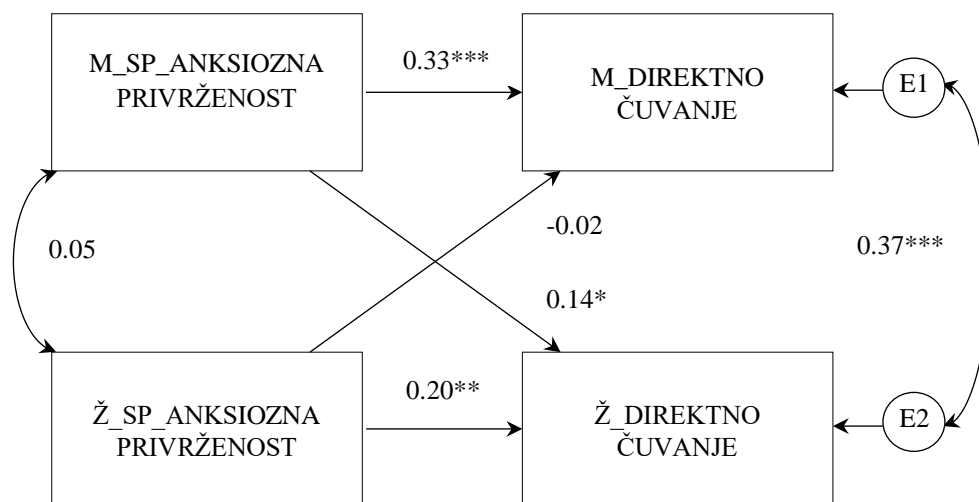 M_SP_ANKSIOZNA
PRIVRŽENOST
0.33***
M_DIREKTNO
ČUVANJE
E1
0.05
-0.02
0.37***
0.14*
Ž_SP_ANKSIOZNA
PRIVRŽENOST
0.20**
Ž_DIREKTNO
ČUVANJE
E2